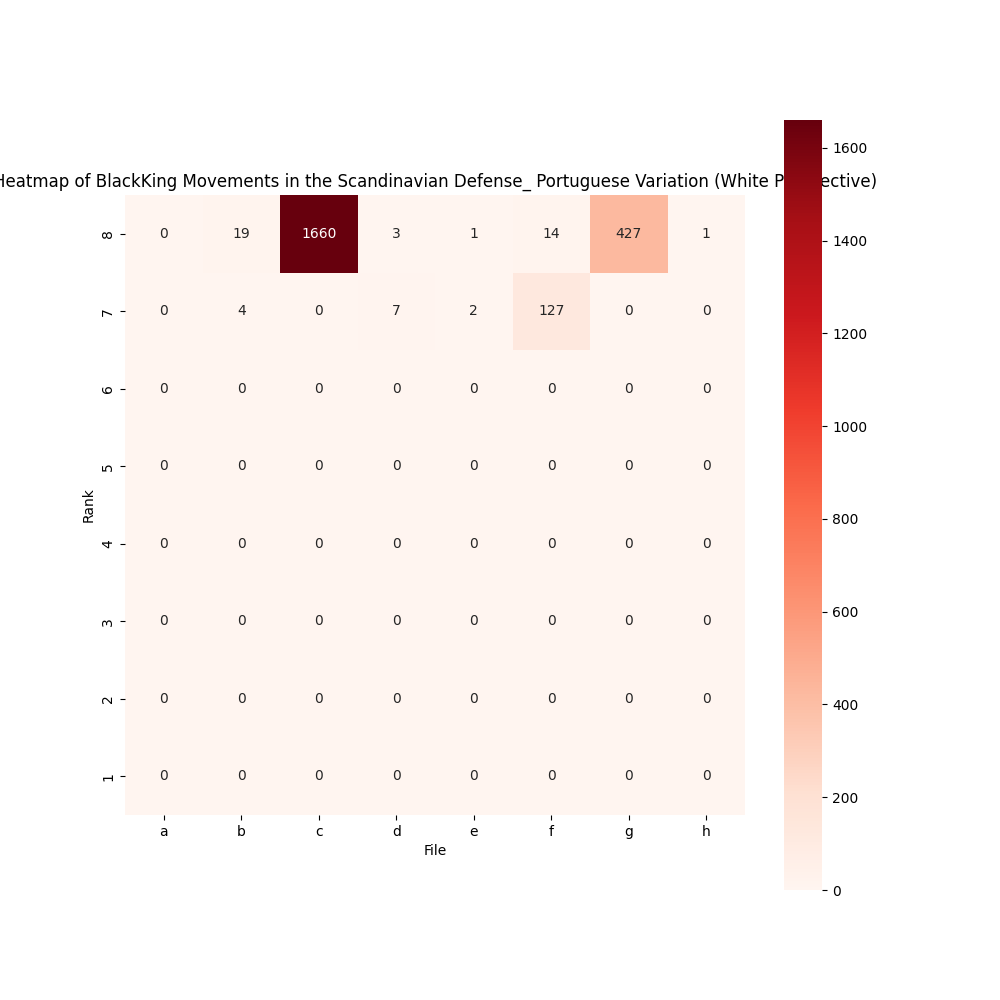 Heatmap of BlackKing Movements in the Scandinavian Defense_ Portuguese Variation (White P ective)
8 0 19 1660 3 1 14 427 1
7 0 4 0 7 2 127 0 0
6 0 0 0 0 0 0 0 0
5 0 0 0 0 0 0 0 0
4 0 0 0 0 0 0 0 0
3 0 0 0 0 0 0 0 0
2 0 0 0 0 0 0 0 0
1 0 0 0 0 0 0 0 0
a b c d e f g h
File
Rank
1600
1400
1200
1000
800
600
400
200
0